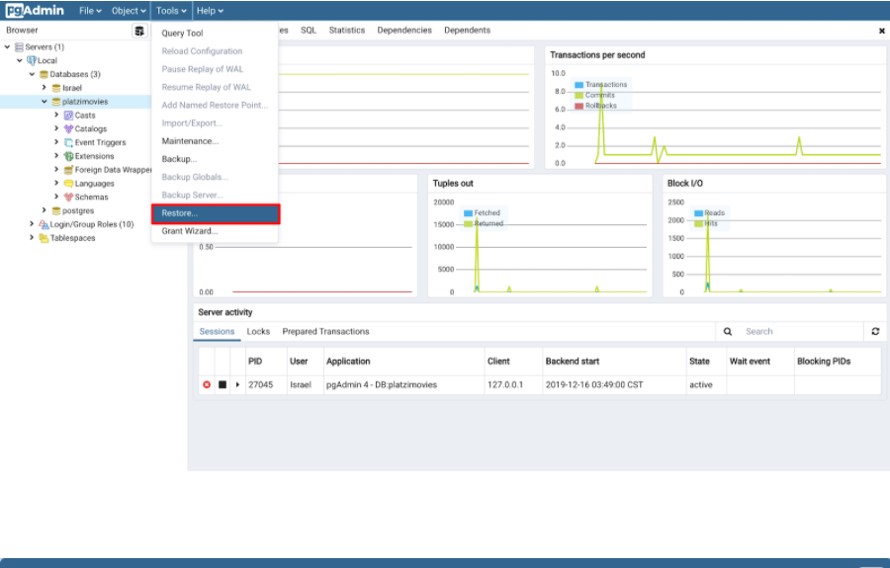 pgAdmin File Object Tools Help
Browser
es SQL Statistics Dependencies Dependents
Servers (1)
Local
Databases (3)
Israel
platzimovies
Casts
Catalogs
Event Triggers
Extensions
Foreign Data Wrappe
Languages
Schemas
postgres
Login/Group Roles (10)
Tablespaces
Query Tool
Reload Configuration
Pause Replay of WAL
Resume Replay of WAL
Add Named Restore Point...
Import/Export...
Maintenance...
Backup...
Backup Globals...
Backup Server...
Restore...
Grant Wizard...
0.50
0.00
Transactions per second
10.0
8.0
6.0
4.0
2.0
0.0
Transactions
Commits
Rollbacks
Tuples out
20000
15000
10000
5000
0
Fetched
Returned
Block I/O
2500
2000
1500
1000
500
0
Reads
Hits
Server activity
Sessions Locks Prepared Transactions
Search
PID User Application Client Backend start State Wait event Blocking PIDs
27045 Israel pgAdmin 4 - DB:platzimovies 127.0.0.1 2019-12-16 03:49:00 CST active